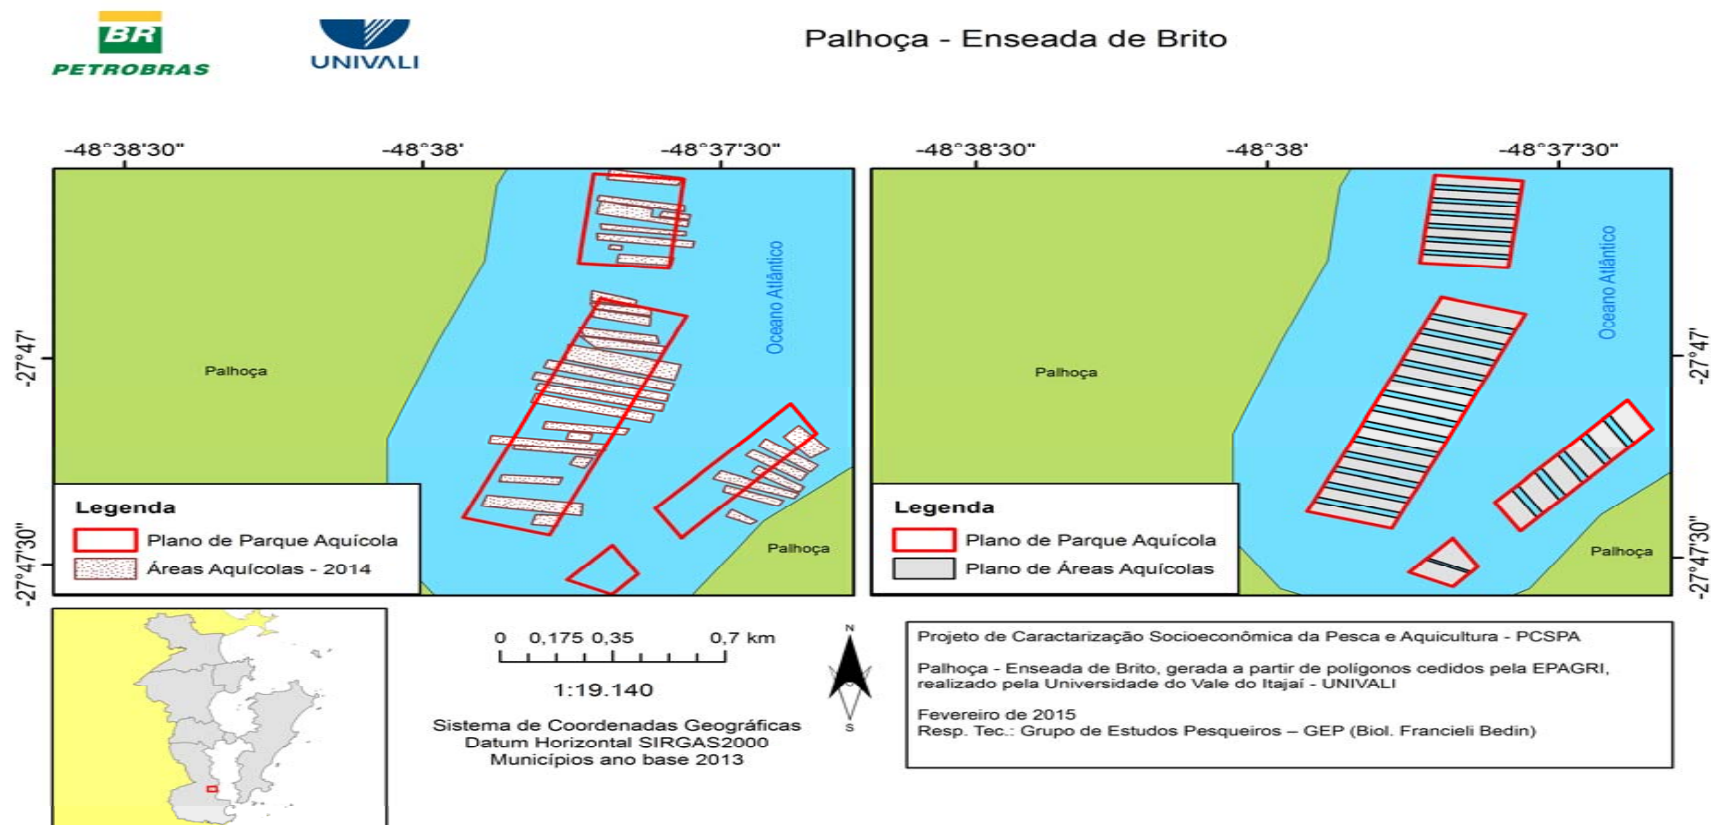 BR
PETROBRAS
UNIVALI
Palhoça - Enseada de Brito
-48°38'30" -48°38' -48°37'30"
-48°38'30" -48°38' -48°37'30"
Oceano Atlântico
Oceano Atlântico
-27°47'
-27°47'
Palhoça
Palhoça
Legenda
Plano de Parque Aquícola
Áreas Aquícolas - 2014
Palhoça
-27°47'30"
Legenda
Plano de Parque Aquícola
Plano de Áreas Aquícolas
Palhoça
-27°47'30"
0 0,175 0,35 0,7 km
1:19.140
Sistema de Coordenadas Geográficas
Datum Horizontal SIRGAS2000
Municípios ano base 2013
N
S
Projeto de Caractarização Socioeconômica da Pesca e Aquicultura - PCSPA
Palhoça - Enseada de Brito, gerada a partir de polígonos cedidos pela EPAGRI,
realizado pela Universidade do Vale do Itajaí - UNIVALI
Fevereiro de 2015
Resp. Tec.: Grupo de Estudos Pesqueiros – GEP (Biol. Francieli Bedin)